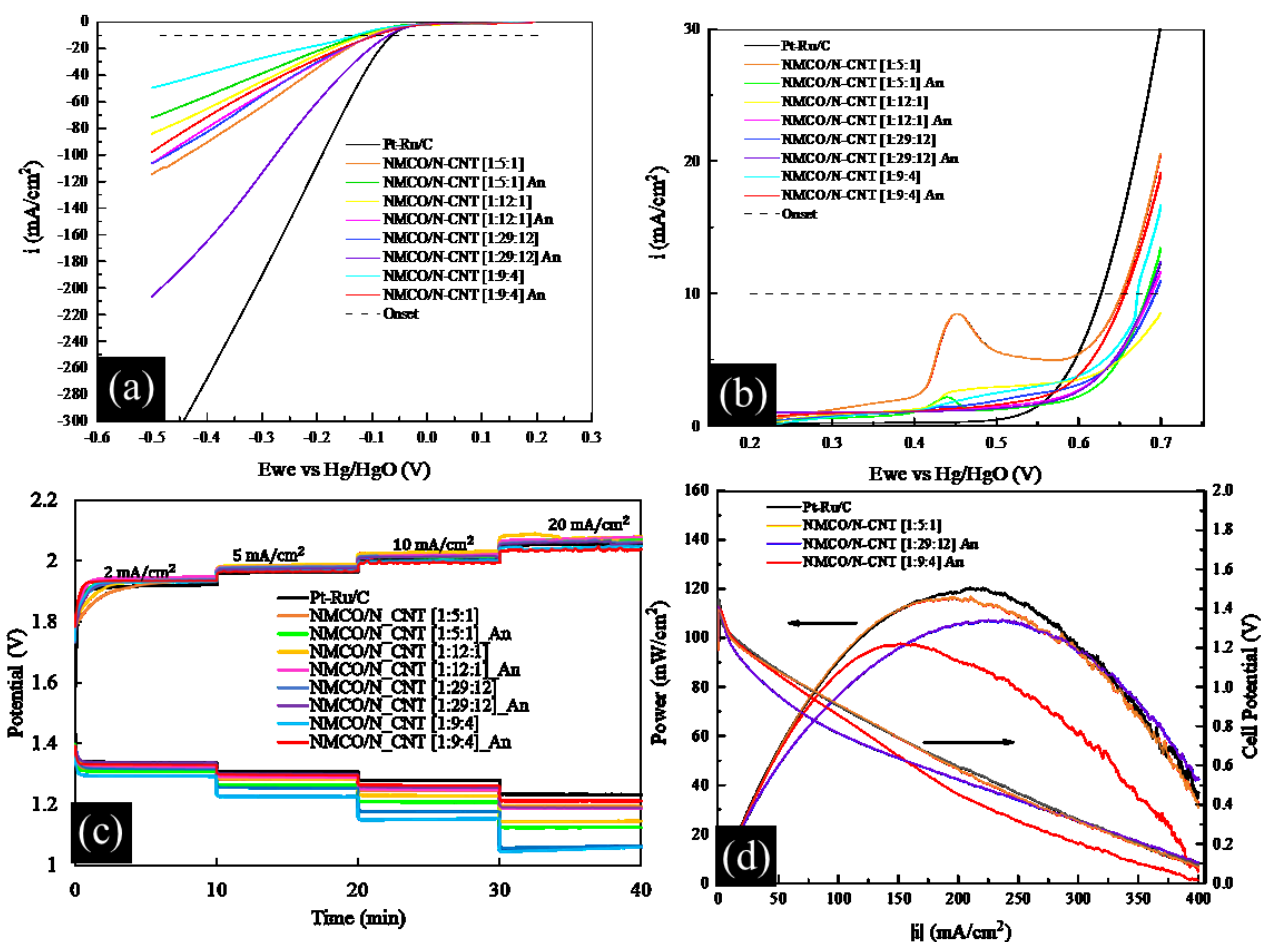 0
-20
-40
-60
-80
-100
-120
-140
-160
-180
-200
-220
-240
-260
-280
-300
i (mA/cm²)
Pt-Ru/C
NMCO/N-CNT [1:5:1]
NMCO/N-CNT [1:5:1] An
NMCO/N-CNT [1:12:1]
NMCO/N-CNT [1:12:1] An
NMCO/N-CNT [1:29:12]
NMCO/N-CNT [1:29:12] An
NMCO/N-CNT [1:9:4]
NMCO/N-CNT [1:9:4] An
Onset
(a)
-0.6 -0.5 -0.4 -0.3 -0.2 -0.1 0.0 0.1 0.2 0.3
Ewe vs Hg/HgO (V)
30
20
10
0
i (mA/cm²)
Pt-Ru/C
NMCO/N-CNT [1:5:1]
NMCO/N-CNT [1:5:1] An
NMCO/N-CNT [1:12:1]
NMCO/N-CNT [1:12:1] An
NMCO/N-CNT [1:29:12]
NMCO/N-CNT [1:29:12] An
NMCO/N-CNT [1:9:4]
NMCO/N-CNT [1:9:4] An
Onset
(b)
0.2 0.3 0.4 0.5 0.6 0.7
Ewe vs Hg/HgO (V)
2.2
2
1.8
1.6
1.4
1.2
1
Potential (V)
2 mA/cm²
5 mA/cm²
10 mA/cm²
20 mA/cm²
Pt-Ru/C
NMCO/N_CNT [1:5:1]
NMCO/N_CNT [1:5:1]_An
NMCO/N_CNT [1:12:1]
NMCO/N_CNT [1:12:1]_An
NMCO/N_CNT [1:29:12]
NMCO/N_CNT [1:29:12]_An
NMCO/N_CNT [1:9:4]
NMCO/N_CNT [1:9:4]_An
(c)
0 10 20 30 40
Time (min)
160
140
120
100
80
60
40
20
0
Power (mW/cm²)
Pt-Ru/C
NMCO/N-CNT [1:5:1]
NMCO/N-CNT [1:29:12] An
NMCO/N-CNT [1:9:4] An
2.0
1.8
1.6
1.4
1.2
1.0
0.8
0.6
0.4
0.2
0.0
Cell Potential (V)
(d)
0 50 100 150 200 250 300 350 400
|i| (mA/cm²)